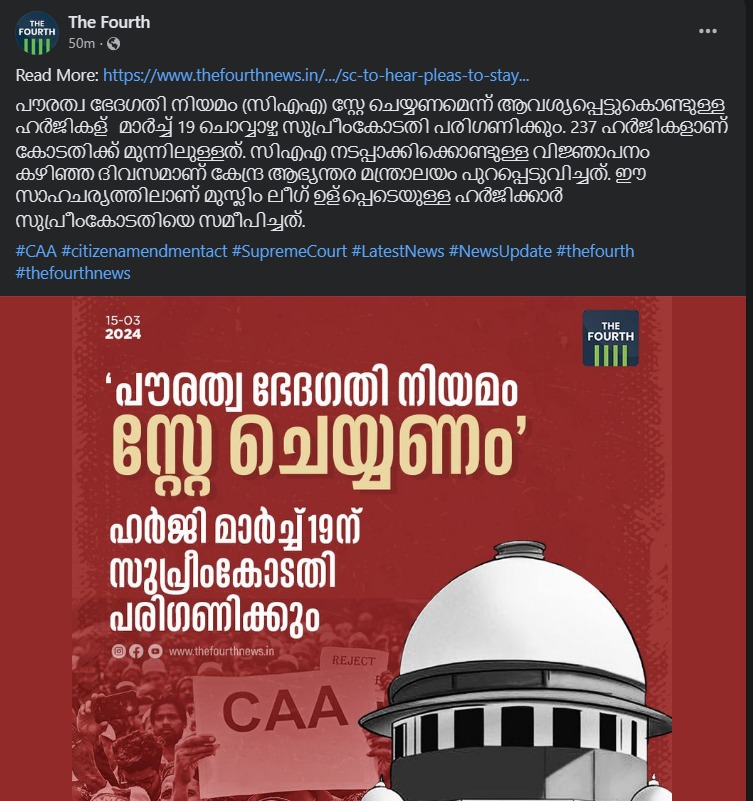 The Fourth
50m ·
Read More: https://www.thefourthnews.in/.../sc-to-hear-pleas-to-stay...
പൗരത്വ ഭേദഗതി നിയമം (സിഎഎ) സ്റ്റേ ചെയ്യണമെന്ന് ആവശ്യപ്പെട്ടുകൊണ്ടുള്ള
ഹർജികള് മാർച്ച് 19 ചൊവ്വാഴ്ച സുപ്രീംകോടതി പരിഗണിക്കും. 237 ഹർജികളാണ്
കോടതിക്ക് മുന്നിലുള്ളത്. സിഎഎ നടപ്പാക്കിക്കൊണ്ടുള്ള വിജ്ഞാപനം
കഴിഞ്ഞ ദിവസമാണ് കേന്ദ്ര ആഭ്യന്തര മന്ത്രാലയം പുറപ്പെടുവിച്ചത്. ഈ
സാഹചര്യത്തിലാണ് മുസ്ലിം ലീഗ് ഉള്പ്പെടെയുള്ള ഹർജിക്കാർ
സുപ്രീംകോടതിയെ സമീപിച്ചത്.
#CAA #citizenamendmentact #SupremeCourt #LatestNews #NewsUpdate #thefourth
#thefourthnews
15-03
2024
THE
FOURTH
‘പൗരത്വ ഭേദഗതി നിയമം
സ്റ്റേ ചെയ്യണം’
ഹർജി മാർച്ച് 19ന്
സുപ്രീംകോടതി
പരിഗണിക്കും
www.thefourthnews.in
REJECT
CAA